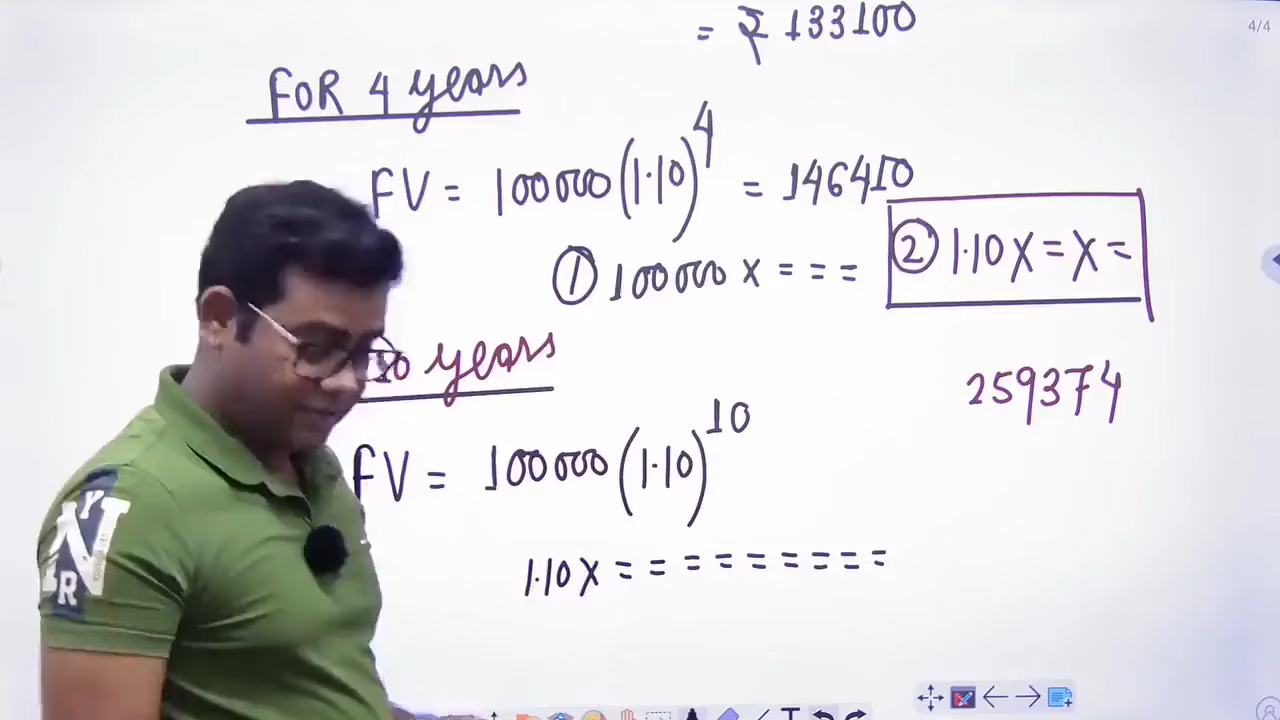 = ₹ 133100
4/4
FOR 4 years
FV = 100000(1·10)^4 = 146410
① 100000 x = = =
② 1·10 x = x =
10 years
259374
FV = 100000(1·10)^10
1·10 x = = = = = = = = =
N
Y
R
T